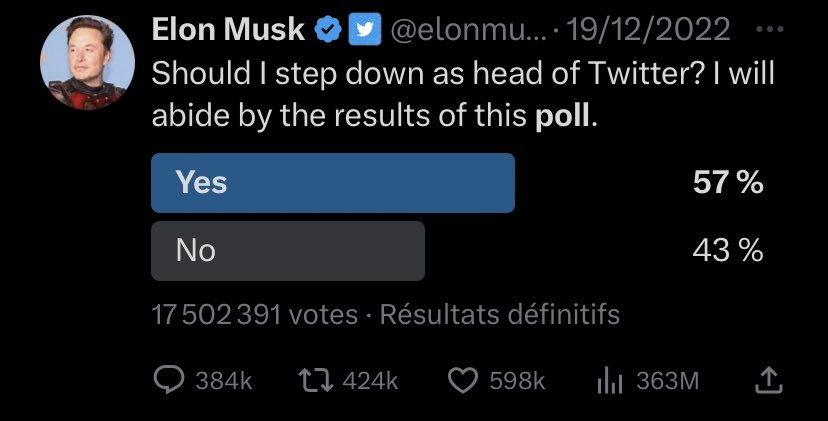 Elon Musk @elonmu... · 19/12/2022
Should I step down as head of Twitter? I will
abide by the results of this poll.
Yes 57 %
No 43 %
17 502 391 votes · Résultats définitifs
384k 424k 598k 363M